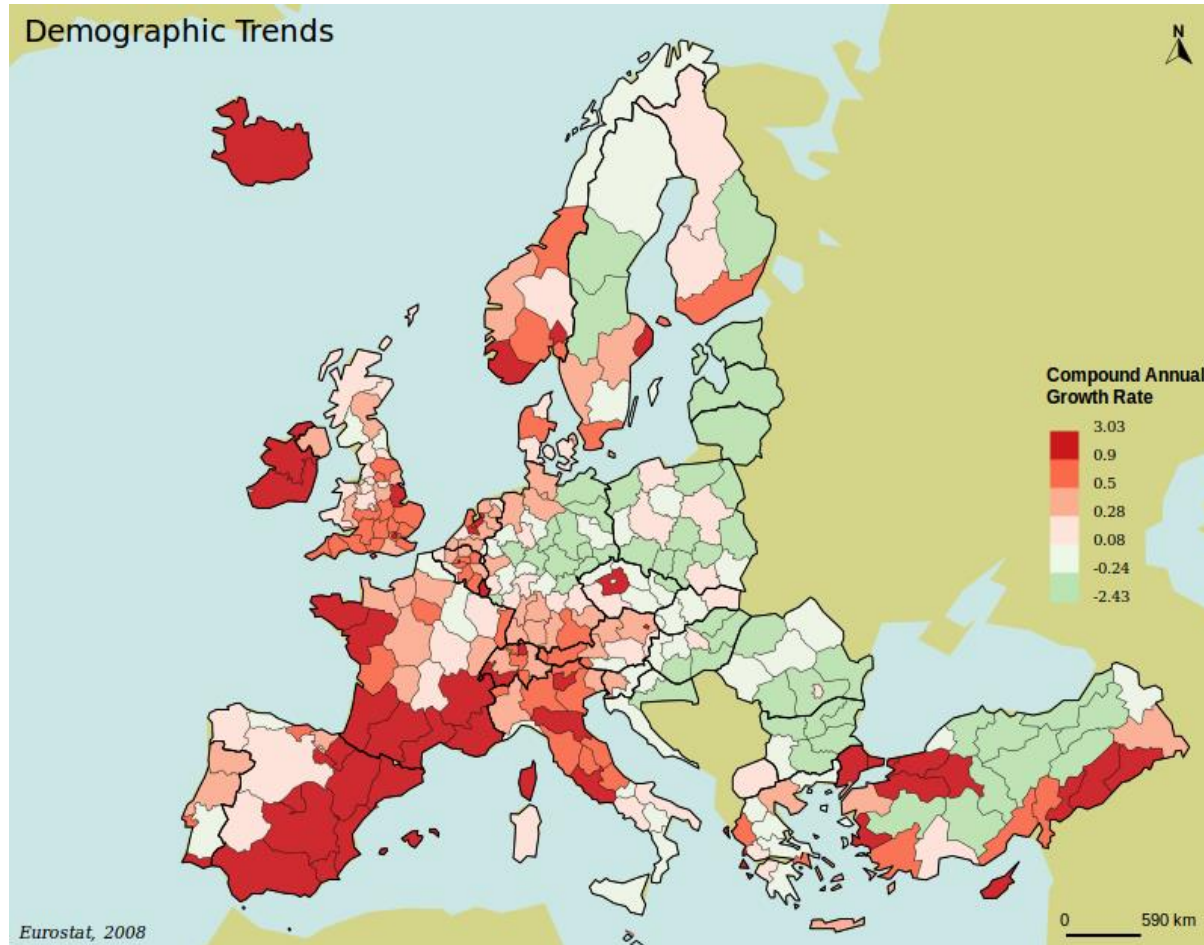 Demographic Trends
N
Compound Annual
Growth Rate
3.03
0.9
0.5
0.28
0.08
-0.24
-2.43
0 590 km
Eurostat, 2008